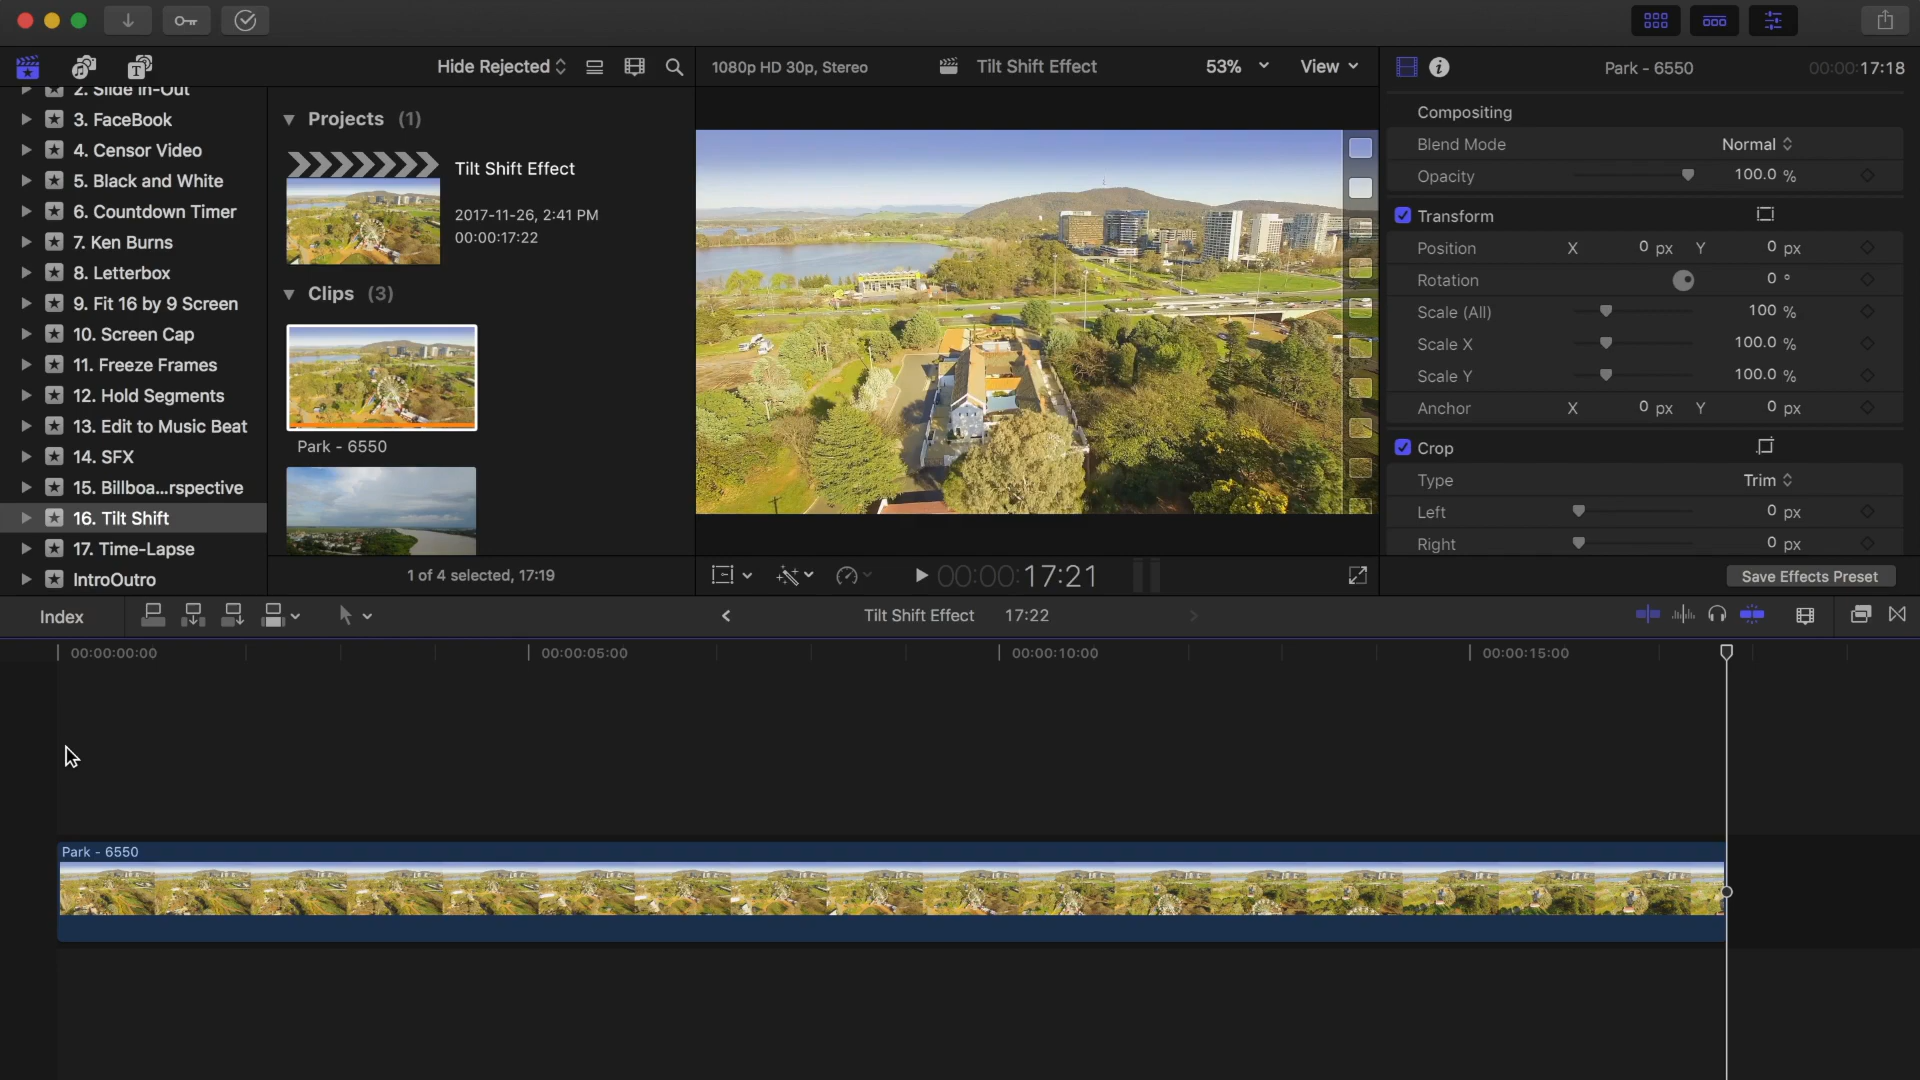 Hide Rejected
1080p HD 30p, Stereo
Tilt Shift Effect
53%
View
Park - 6550
00:00:00:17:18
2. Slide In-Out
3. FaceBook
4. Censor Video
5. Black and White
6. Countdown Timer
7. Ken Burns
8. Letterbox
9. Fit 16 by 9 Screen
10. Screen Cap
11. Freeze Frames
12. Hold Segments
13. Edit to Music Beat
14. SFX
15. Billboa...rspective
16. Tilt Shift
17. Time-Lapse
IntroOutro
Projects (1)
Tilt Shift Effect
2017-11-26, 2:41 PM
00:00:17:22
Clips (3)
Park - 6550
1 of 4 selected, 17:19
00:00:17:21
Compositing
Blend Mode Normal
Opacity 100.0 %
Transform
Position X 0 px Y 0 px
Rotation 0 °
Scale (All) 100 %
Scale X 100.0 %
Scale Y 100.0 %
Anchor X 0 px Y 0 px
Crop
Type Trim
Left 0 px
Right 0 px
Save Effects Preset
Index
Tilt Shift Effect 17:22
00:00:00:00
00:00:05:00
00:00:10:00
00:00:15:00
Park - 6550